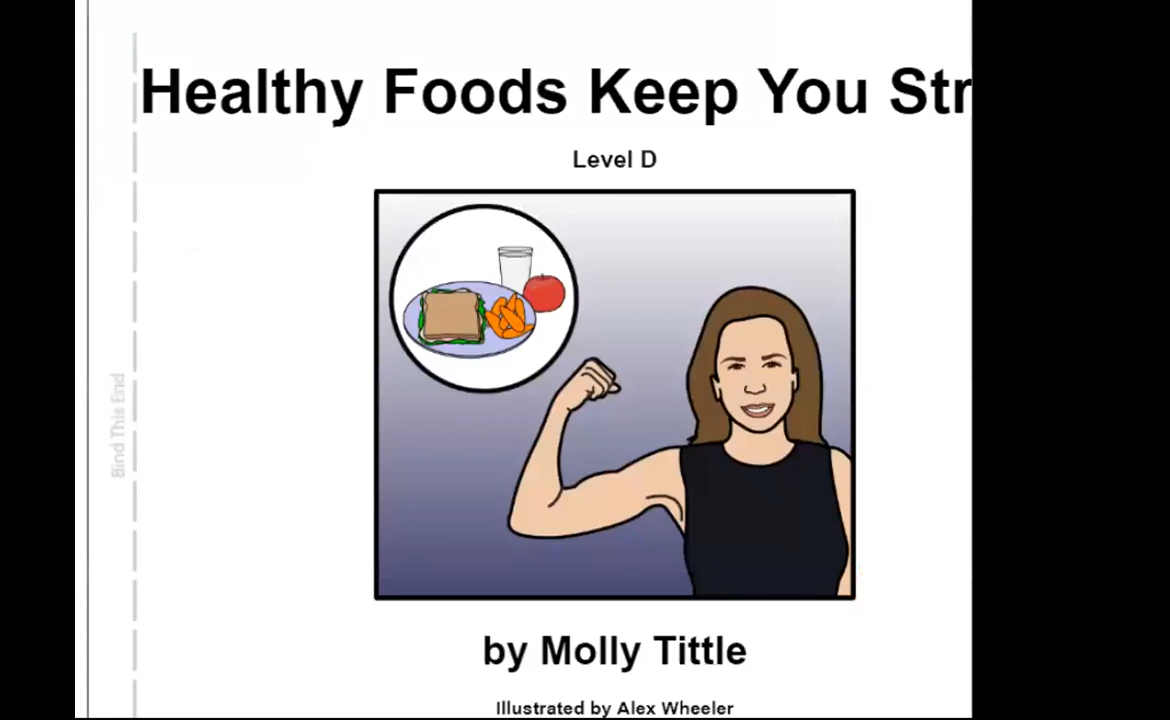 Healthy Foods Keep You Str
Level D
Bind This End
by Molly Tittle
Illustrated by Alex Wheeler